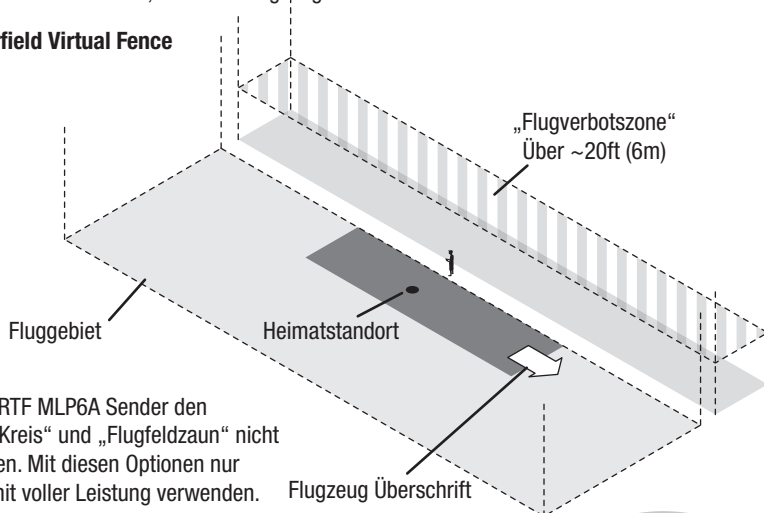 field Virtual Fence
„Flugverbotszone“
Über ~20ft (6m)
Fluggebiet
Heimatstandort
RTF MLP6A Sender den
Kreis“ und „Flugfeldzaun“ nicht
en. Mit diesen Optionen nur
mit voller Leistung verwenden.
Flugzeug Überschrift